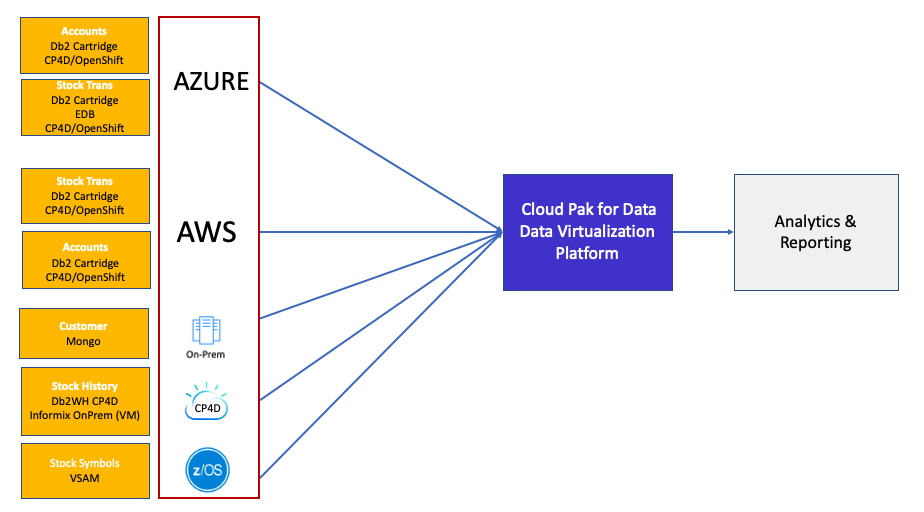 Accounts
Db2 Cartridge
CP4D/OpenShift
Stock Trans
Db2 Cartridge
EDB
CP4D/OpenShift
Stock Trans
Db2 Cartridge
CP4D/OpenShift
Accounts
Db2 Cartridge
CP4D/OpenShift
Customer
Mongo
Stock History
Db2WH CP4D
Informix OnPrem (VM)
Stock Symbols
VSAM
AZURE
AWS
On-Prem
CP4D
z/OS
Cloud Pak for Data
Data Virtualization
Platform
Analytics &
Reporting